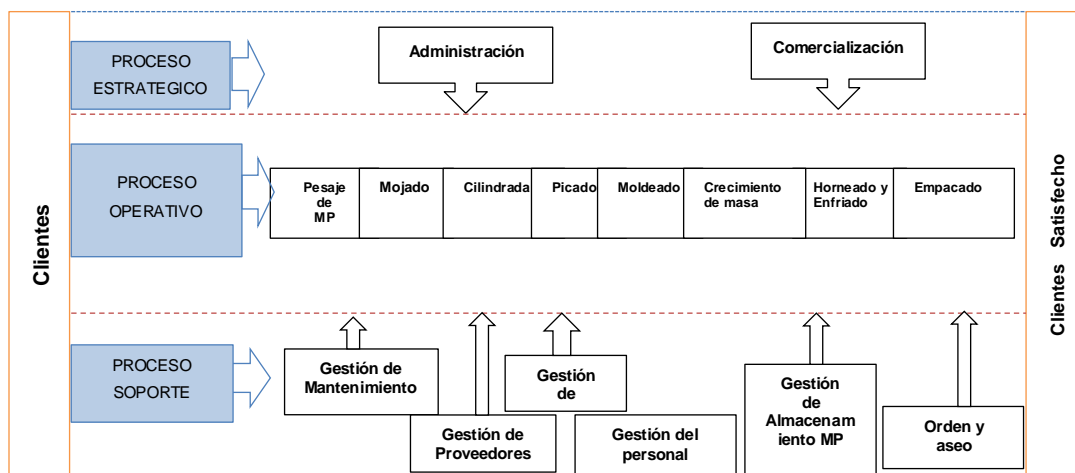 Clientes
PROCESO
ESTRATEGICO
Administración
Comercialización
PROCESO
OPERATIVO
Pesaje
de
MP
Mojado
Cilindrada
Picado
Moldeado
Crecimiento
de masa
Horneado y
Enfriado
Empacado
PROCESO
SOPORTE
Gestión de
Mantenimiento
Gestión de
Proveedores
Gestión
de
Gestión del
personal
Gestión
de
Almacenam
iento MP
Orden y
aseo
Clientes Satisfecho